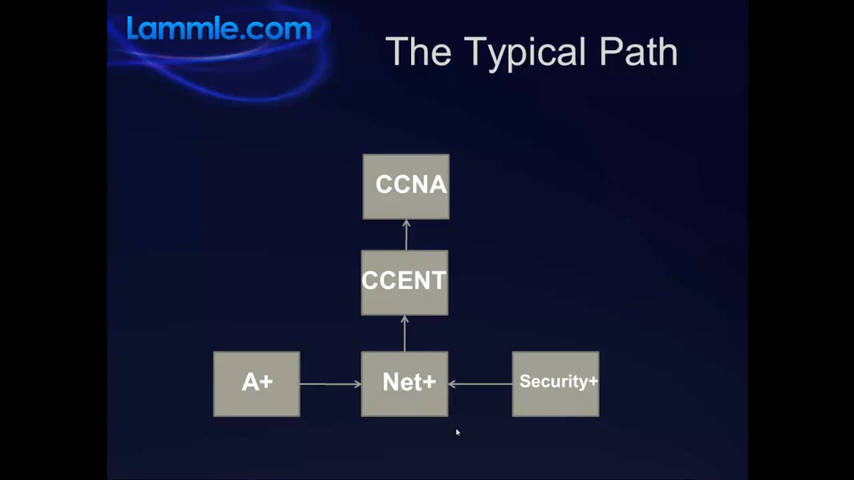 Lammle.com
The Typical Path
CCNA
CCENT
A+
Net+
Security+